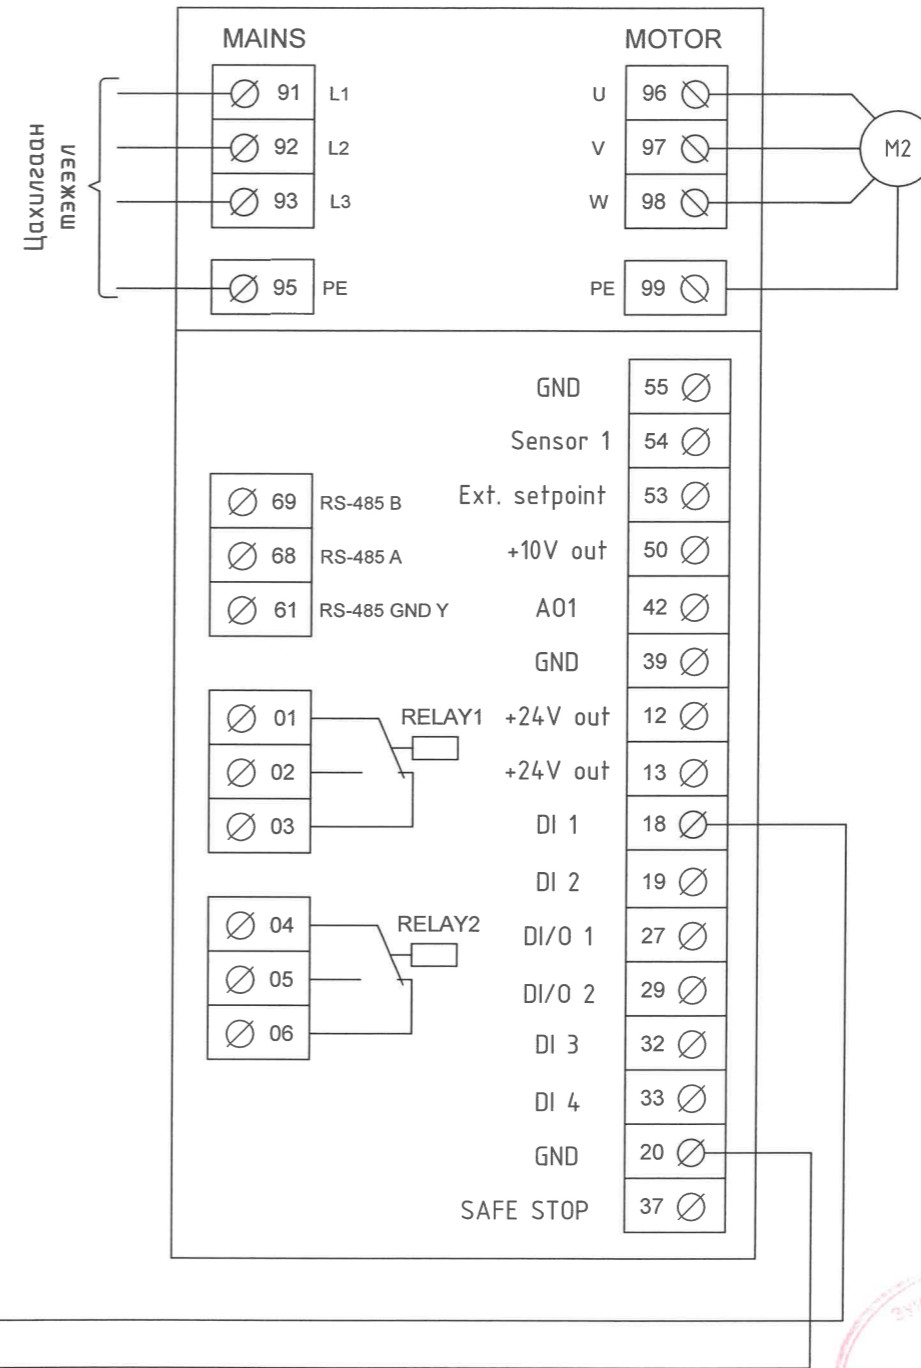 MAINS
MOTOR
Цахилгаан
тэжээл
91 L1
92 L2
93 L3
95 PE
U 96
V 97
W 98
PE 99
M2
GND 55
Sensor 1 54
Ext. setpoint 53
+10V out 50
AO1 42
GND 39
+24V out 12
+24V out 13
DI 1 18
DI 2 19
DI/O 1 27
DI/O 2 29
DI 3 32
DI 4 33
GND 20
SAFE STOP 37
69 RS-485 B
68 RS-485 A
61 RS-485 GND Y
01
02
03
RELAY1
04
05
06
RELAY2